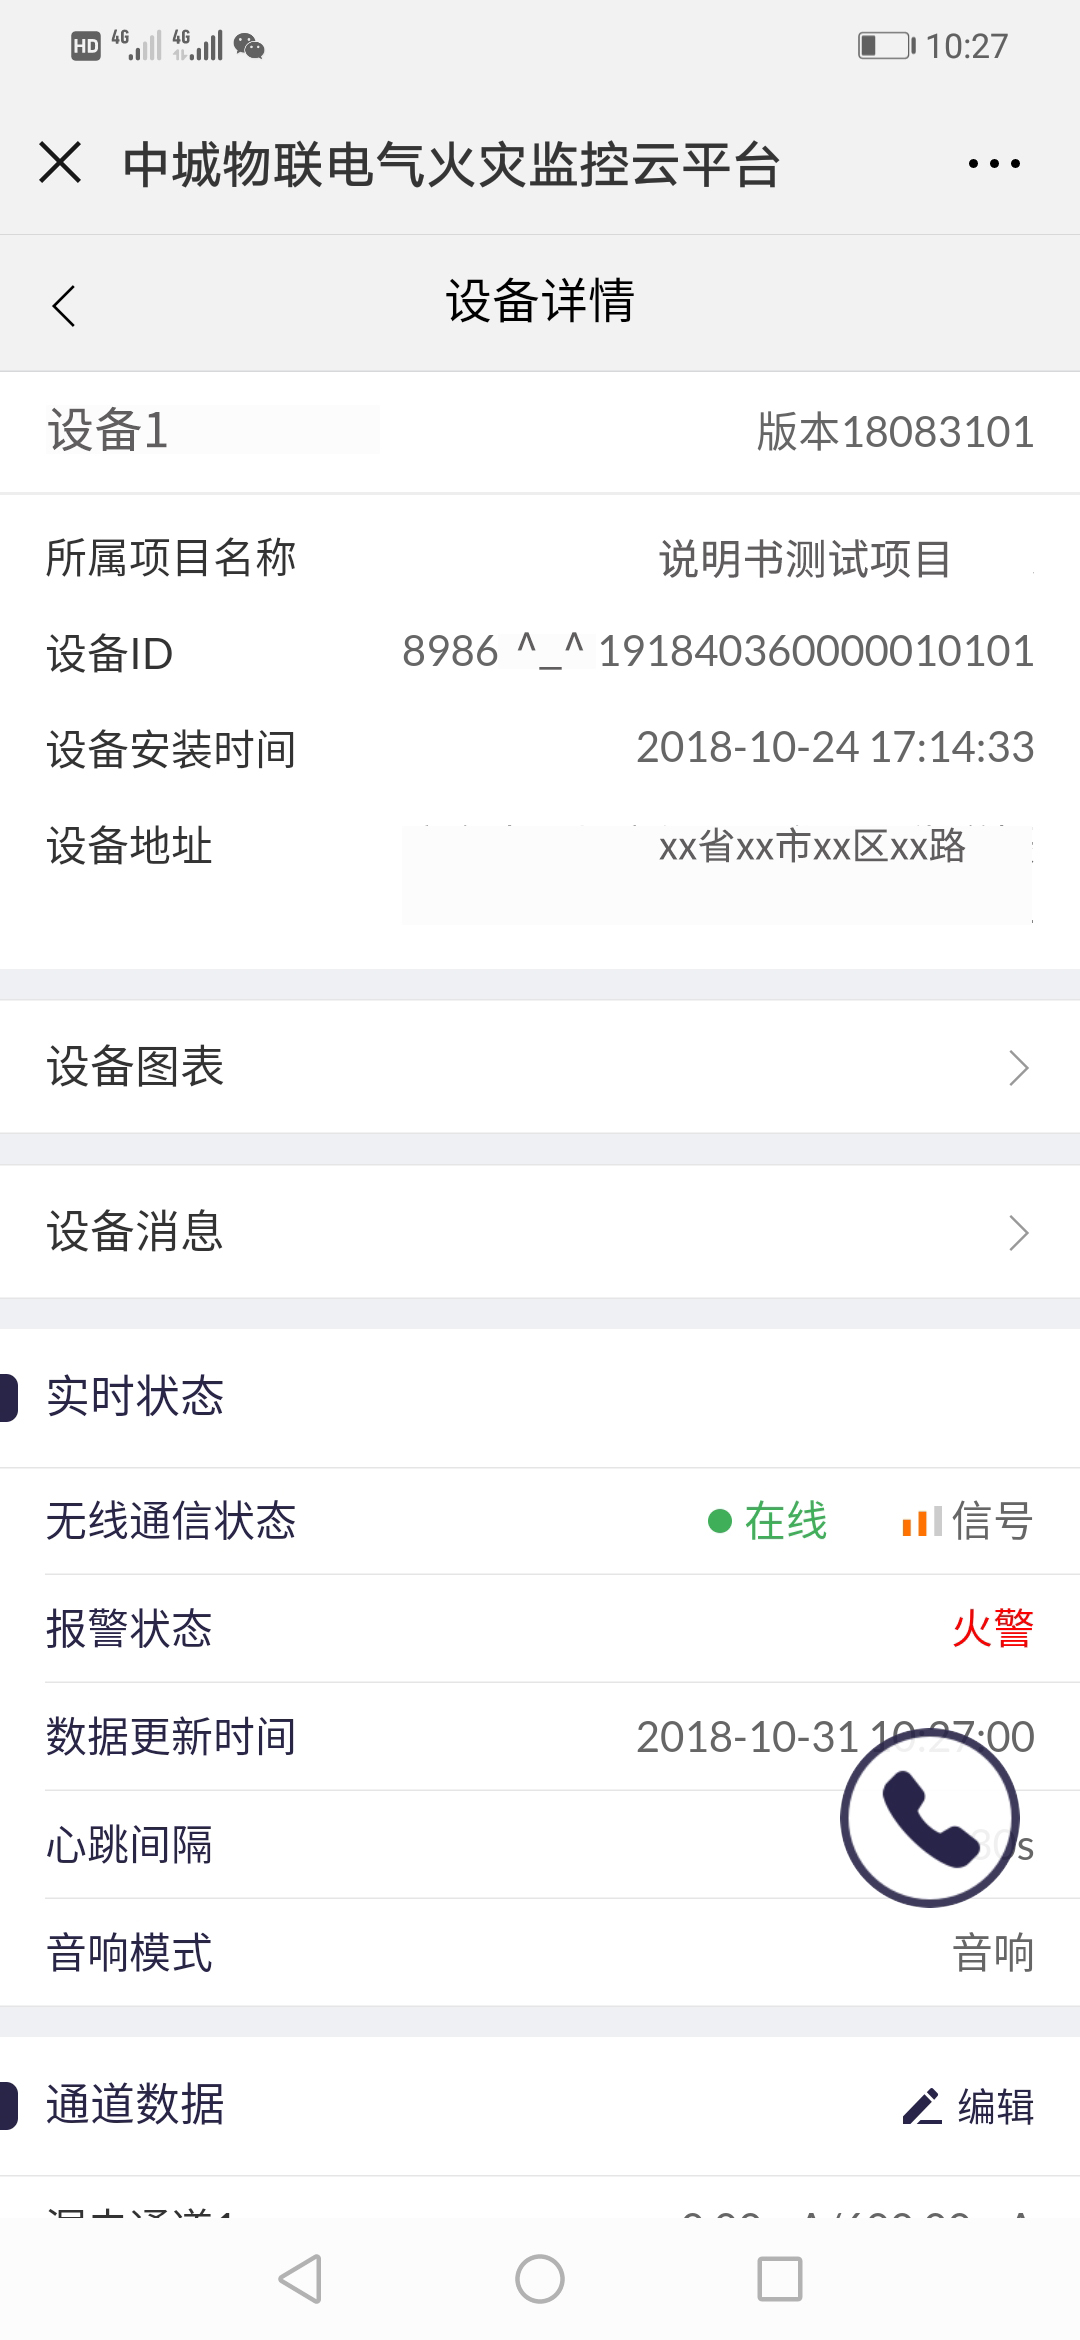 HD 4G 4G 10:27
中城物联电气火灾监控云平台
设备详情
设备1 版本18083101
所属项目名称 说明书测试项目
设备ID 8986 ^_^ 191840360000010101
设备安装时间 2018-10-24 17:14:33
设备地址 xx省xx市xx区xx路
设备图表
设备消息
实时状态
无线通信状态 在线 信号
报警状态 火警
数据更新时间 2018-10-31 10:27:00
心跳间隔 30s
音响模式 音响
通道数据 编辑